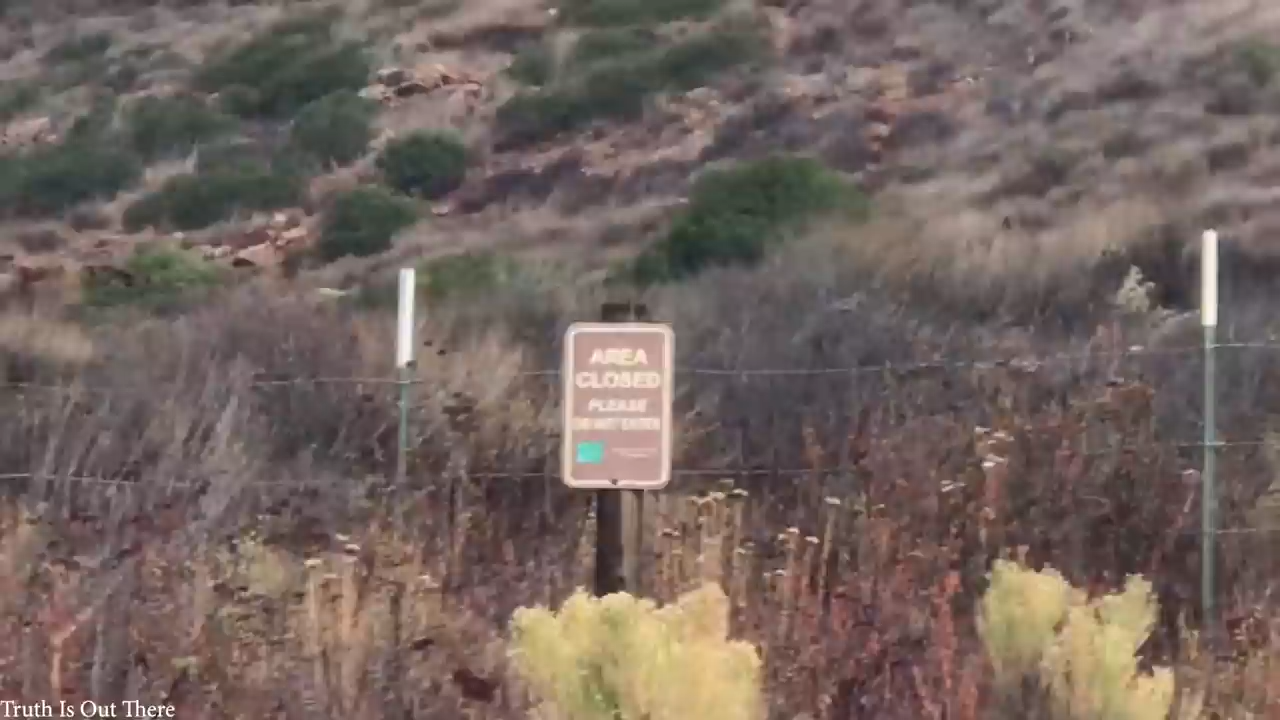 AREA
CLOSED
PLEASE
DO NOT ENTER
Truth Is Out There